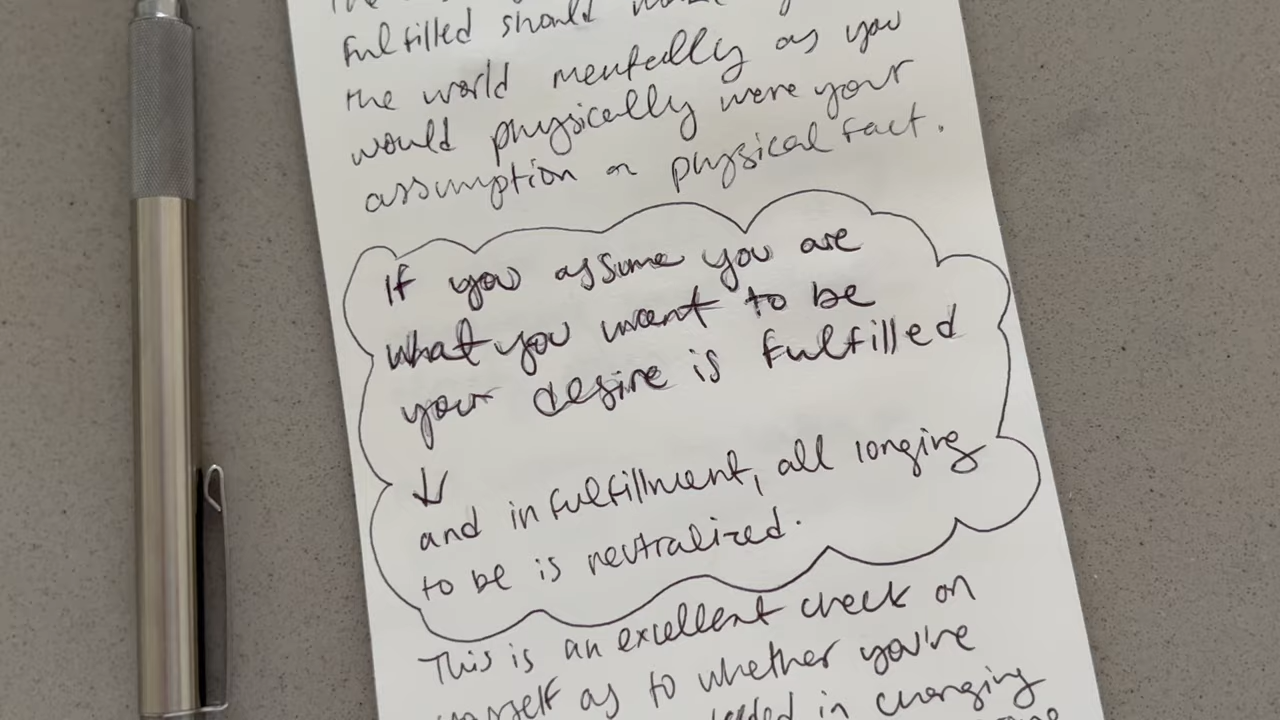 The
fulfilled should
the world mentally as you
would physically were your
assumption a physical fact.
If you assume you are
what you want to be
your desire is fulfilled
↓
and in fulfillment, all longing
to be is neutralized.
This is an excellent check on
yourself as to whether you're
in changing